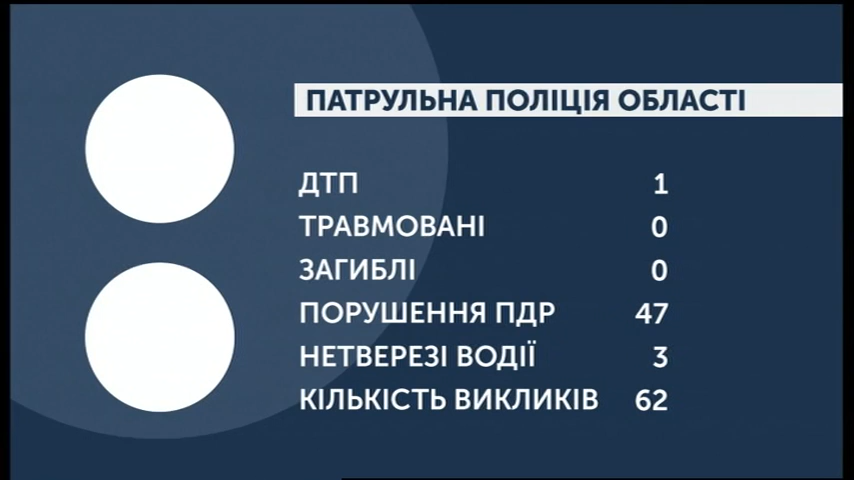 ПАТРУЛЬНА ПОЛІЦІЯ ОБЛАСТІ
ДТП 1
ТРАВМОВАНІ 0
ЗАГИБЛІ 0
ПОРУШЕННЯ ПДР 47
НЕТВЕРЕЗІ ВОДІЇ 3
КІЛЬКІСТЬ ВИКЛИКІВ 62